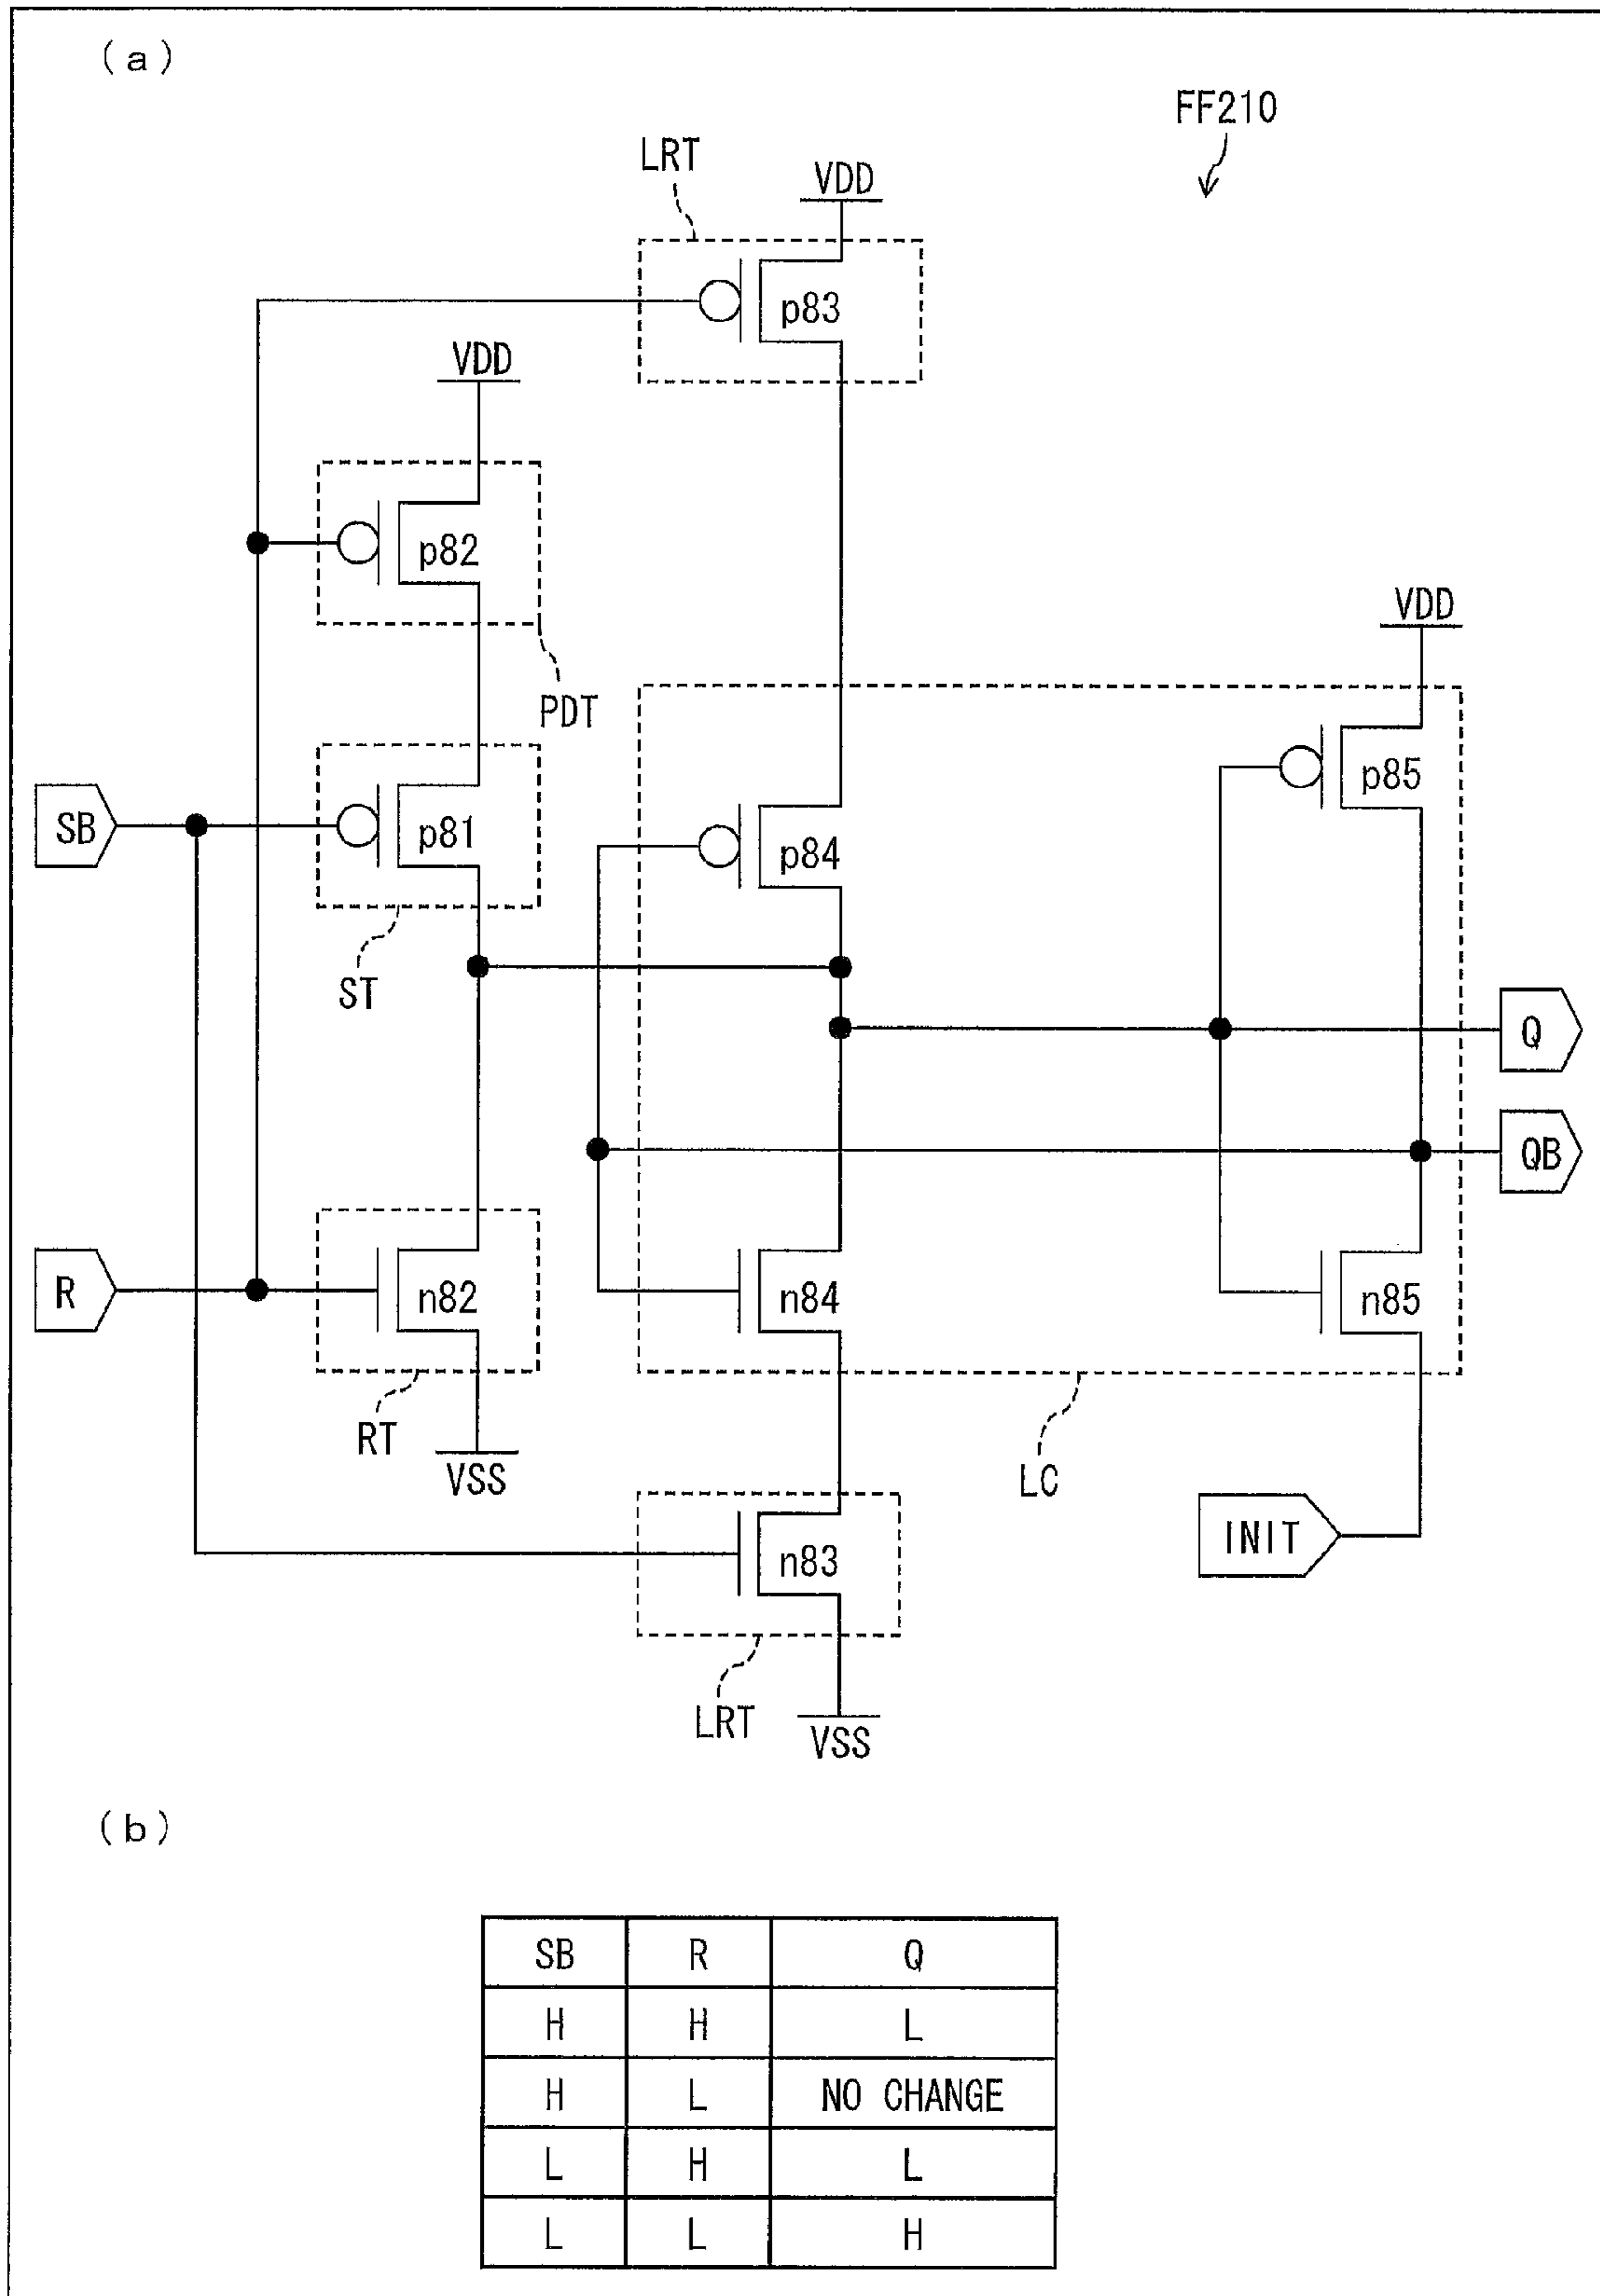 (a)
FF210
LRT
VDD
p83
VDD
p82
PDT
VDD
p85
SB
p81
p84
ST
Q
QB
R
n82
n84
n85
RT
VSS
LC
INIT
n83
LRT
VSS
(b)
SB R Q
H H L
H L NO CHANGE
L H L
L L H